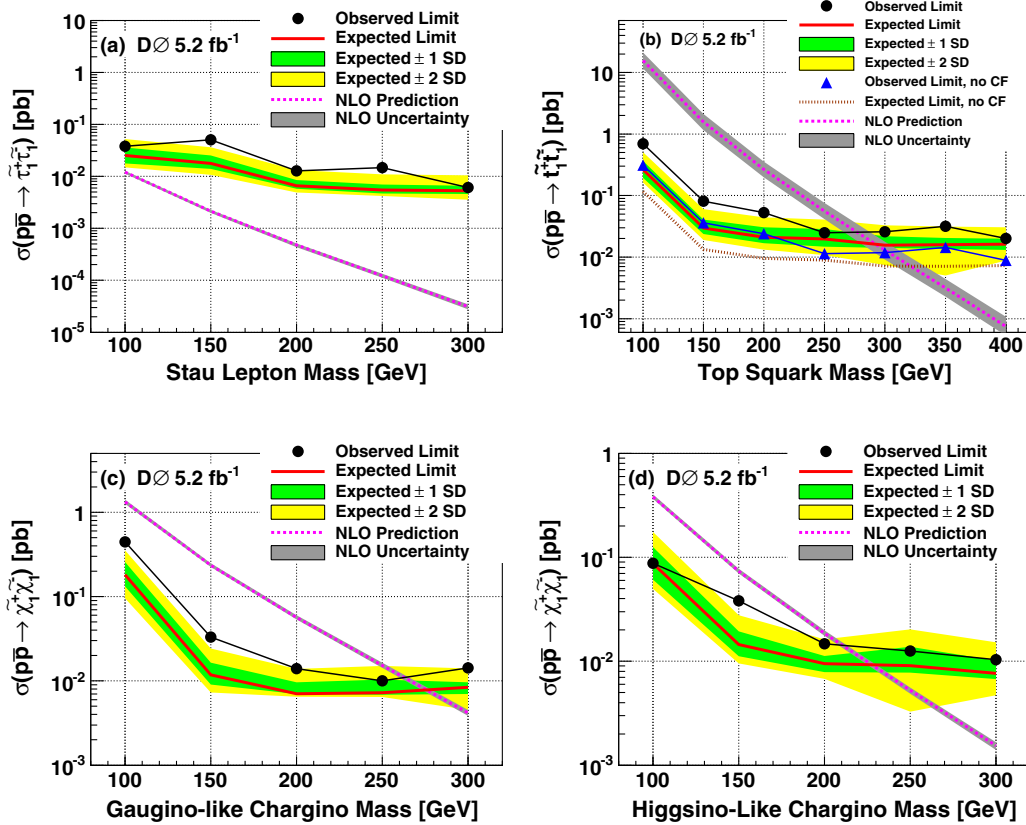 (a) DØ 5.2 fb⁻¹
Observed Limit
Expected Limit
Expected ± 1 SD
Expected ± 2 SD
NLO Prediction
NLO Uncertainty
σ(pp̄ → τ̃₁⁺τ̃₁⁻) [pb]
10
1
10⁻¹
10⁻²
10⁻³
10⁻⁴
10⁻⁵
100 150 200 250 300
Stau Lepton Mass [GeV]
(b) DØ 5.2 fb⁻¹
Observed Limit
Expected Limit
Expected ± 1 SD
Expected ± 2 SD
Observed Limit, no CF
Expected Limit, no CF
NLO Prediction
NLO Uncertainty
σ(pp̄ → t̃₁t̃̄₁) [pb]
10
1
10⁻¹
10⁻²
10⁻³
100 150 200 250 300 350 400
Top Squark Mass [GeV]
(c) DØ 5.2 fb⁻¹
Observed Limit
Expected Limit
Expected ± 1 SD
Expected ± 2 SD
NLO Prediction
NLO Uncertainty
σ(pp̄ → χ̃₁⁺χ̃₁⁻) [pb]
1
10⁻¹
10⁻²
10⁻³
100 150 200 250 300
Gaugino-like Chargino Mass [GeV]
(d) DØ 5.2 fb⁻¹
Observed Limit
Expected Limit
Expected ± 1 SD
Expected ± 2 SD
NLO Prediction
NLO Uncertainty
σ(pp̄ → χ̃₁⁺χ̃₁⁻) [pb]
1
10⁻¹
10⁻²
10⁻³
100 150 200 250 300
Higgsino-Like Chargino Mass [GeV]